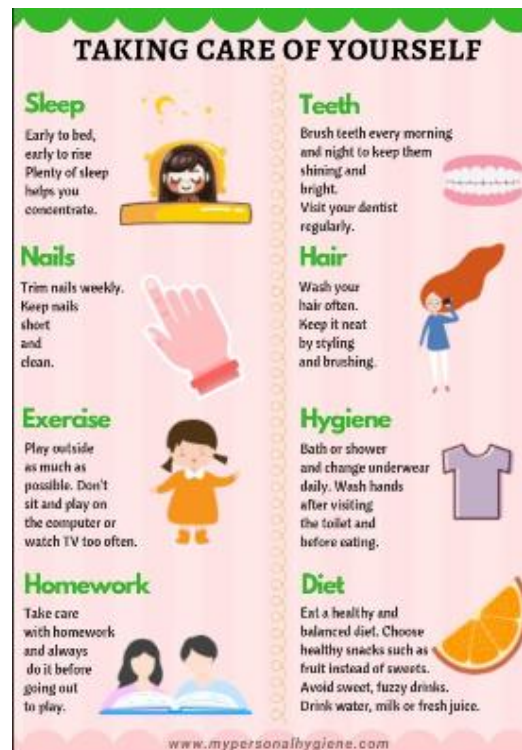 TAKING CARE OF YOURSELF
Sleep
Early to bed,
early to rise
Plenty of sleep
helps you
concentrate.
Teeth
Brush teeth every morning
and night to keep them
shining and
bright.
Visit your dentist
regularly.
Nails
Trim nails weekly.
Keep nails
short
and
clean.
Hair
Wash your
hair often.
Keep it neat
by styling
and brushing.
Exercise
Play outside
as much as
possible. Don't
sit and play on
the computer or
watch TV too often.
Hygiene
Bath or shower
and change underwear
daily. Wash hands
after visiting
the toilet and
before eating.
Homework
Take care
with homework
and always
do it before
going out
to play.
Diet
Eat a healthy and
balanced diet. Choose
healthy snacks such as
fruit instead of sweets.
Avoid sweet, fuzzy drinks.
Drink water, milk or fresh juice.
www.mypersonalhygiene.com